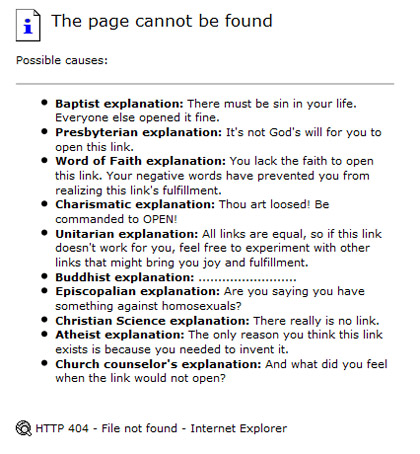 The page cannot be found
Possible causes:
Baptist explanation: There must be sin in your life.
Everyone else opened it fine.
Presbyterian explanation: It's not God's will for you to
open this link.
Word of Faith explanation: You lack the faith to open
this link. Your negative words have prevented you from
realizing this link's fulfillment.
Charismatic explanation: Thou art loosed! Be
commanded to OPEN!
Unitarian explanation: All links are equal, so if this link
doesn't work for you, feel free to experiment with other
links that might bring you joy and fulfillment.
Buddhist explanation: .........................
Episcopalian explanation: Are you saying you have
something against homosexuals?
Christian Science explanation: There really is no link.
Atheist explanation: The only reason you think this link
exists is because you needed to invent it.
Church counselor's explanation: And what did you feel
when the link would not open?
HTTP 404 - File not found - Internet Explorer